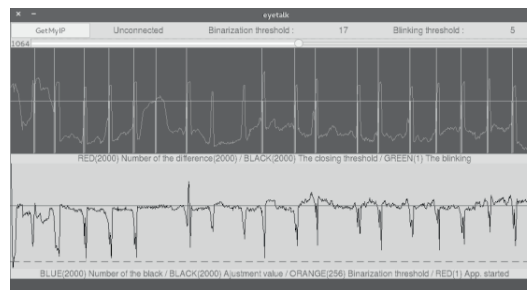 eyetalk
GetMyIP Unconnected Binarization threshold : 17 Blinking threshold : 5
1064
RED(2000) Number of the difference(2000) / BLACK(2000) The closing threshold / GREEN(1) The blinking
BLUE(2000) Number of the black / BLACK(2000) Ajustment value / ORANGE(256) Binarization threshold / RED(1) App. started